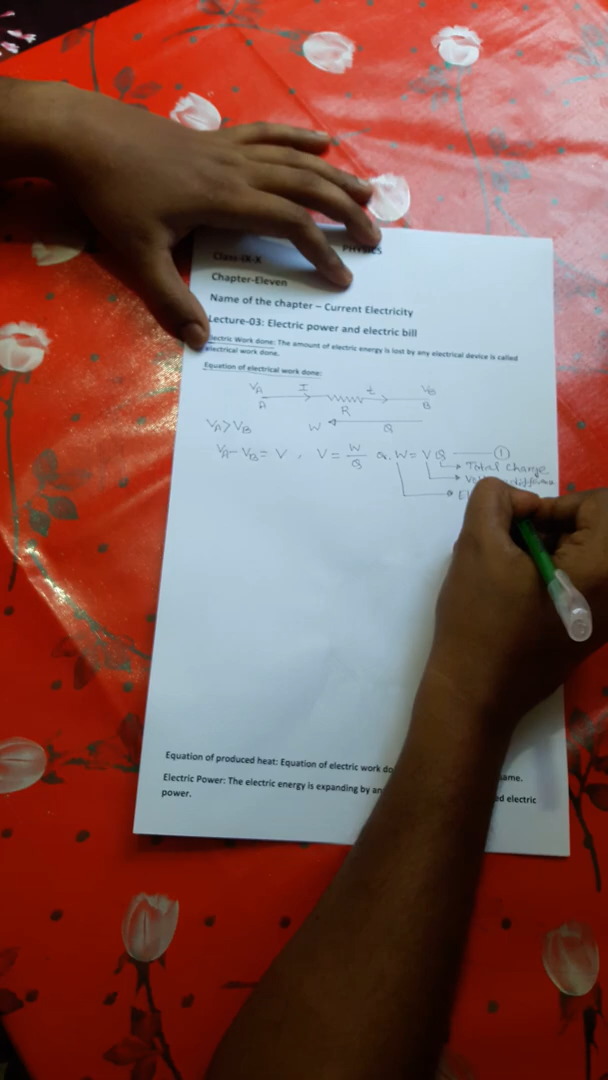 PHYSICS
Class-IX-X
Chapter-Eleven
Name of the chapter – Current Electricity
Lecture-03: Electric power and electric bill
Electric Work done: The amount of electric energy is lost by any electrical device is called
electrical work done.
Equation of electrical work done:
VA I t VB
A R B
VA > VB W Q
VA - VB = V , V = W/Q or, W = VQ ①
Total Charge
Equation of produced heat: Equation of electric work do ame.
Electric Power: The electric energy is expanding by an ed electric
power.